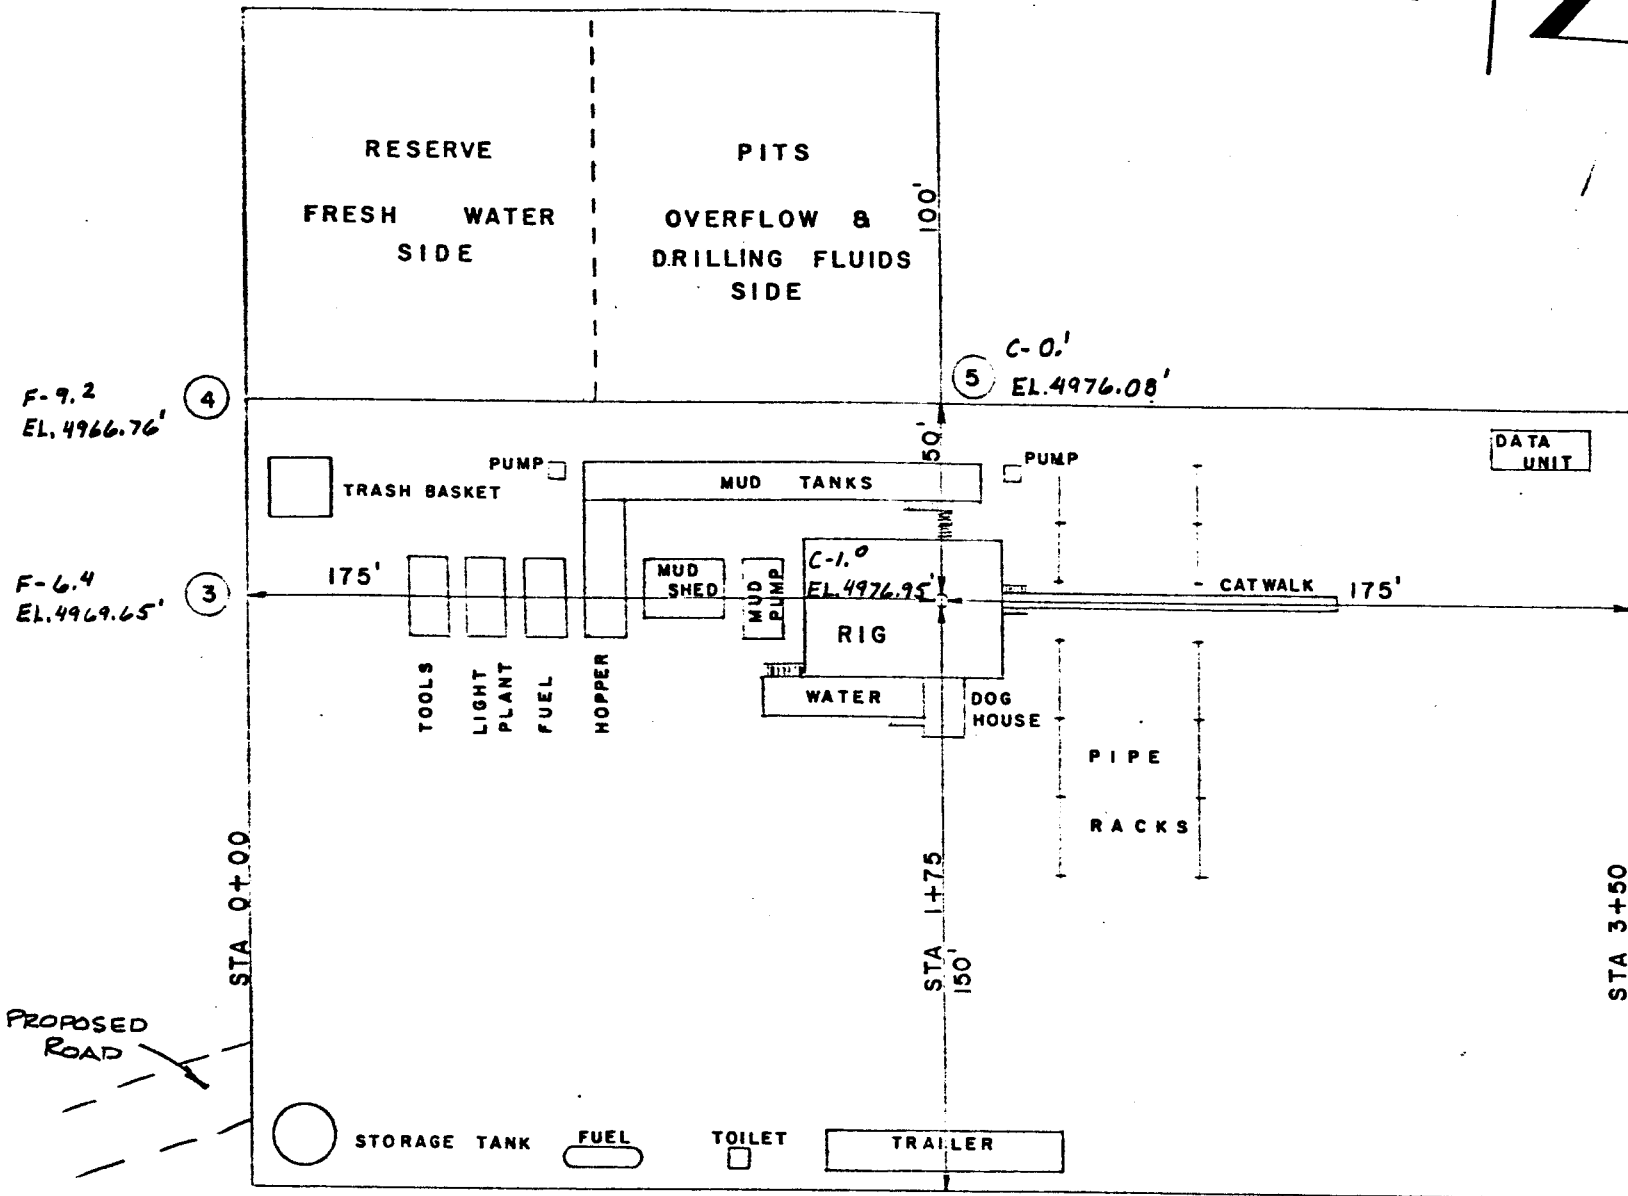 RESERVE
PITS
FRESH WATER
SIDE
OVERFLOW &
DRILLING FLUIDS
SIDE
100'
C-0.'
5
EL.4976.08'
F-9.2
EL.4966.76'
4
50'
DATA
UNIT
PUMP
PUMP
TRASH BASKET
MUD TANKS
F-6.4
EL.4969.65'
3
175'
MUD
SHED
MUD
PUMP
C-1.0
EL.4976.95'
RIG
CATWALK
175'
TOOLS
LIGHT
PLANT
FUEL
HOPPER
WATER
DOG
HOUSE
PIPE
RACKS
STA 0+00
STA 1+75
150'
STA 3+50
PROPOSED
ROAD
STORAGE TANK
FUEL
TOILET
TRAILER